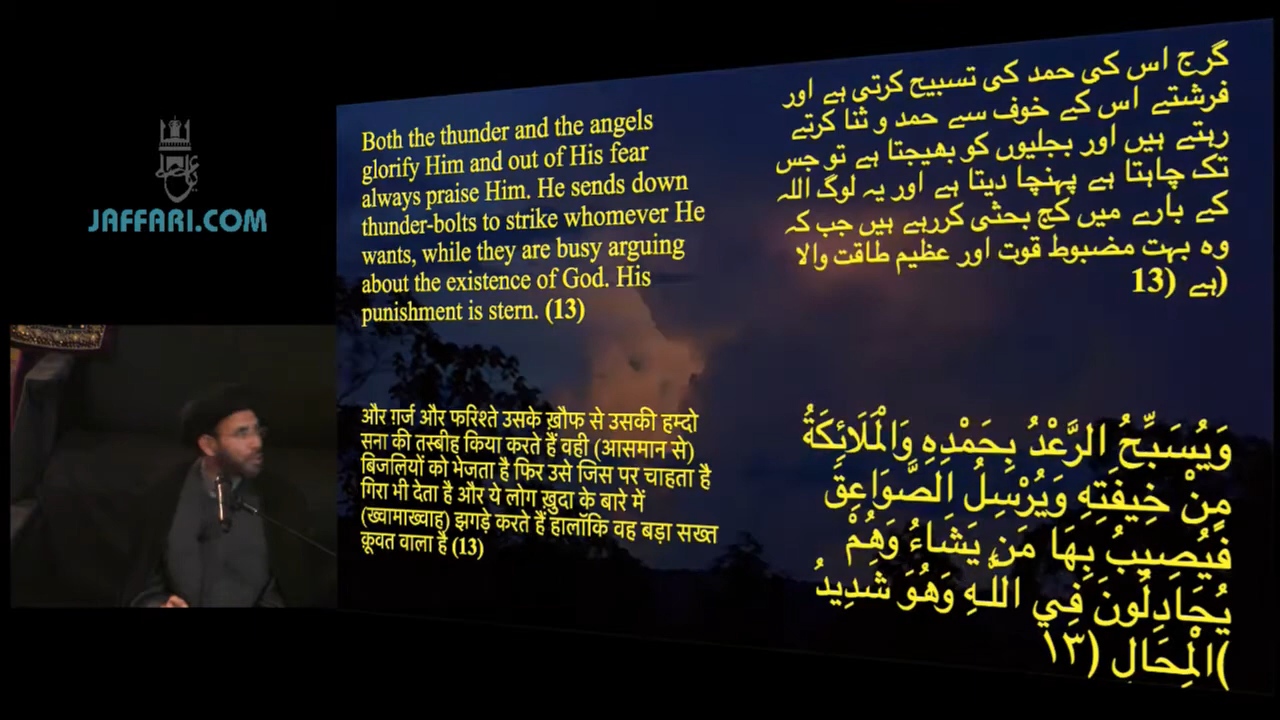 JAFFARI.COM
Both the thunder and the angels
glorify Him and out of His fear
always praise Him. He sends down
thunder-bolts to strike whomever He
wants, while they are busy arguing
about the existence of God. His
punishment is stern. (13)
گرج اس کی حمد کی تسبیح کرتی ہے اور
فرشتے اس کے خوف سے حمد و ثنا کرتے
رہتے ہیں اور بجلیوں کو بھیجتا ہے تو جس
تک چاہتا ہے پہنچا دیتا ہے اور یہ لوگ اللہ
کے بارے میں کج بحثی کررہے ہیں جب کہ
وہ بہت مضبوط قوت اور عظیم طاقت والا
(ہے (13
और ग़र्ज और फरिश्ते उसके ख़ौफ से उसकी हम्दो
सना की तस्बीह किया करते हैं वही (आसमान से)
बिजलियों को भेजता है फिर उसे जिस पर चाहता है
गिरा भी देता है और ये लोग ख़ुदा के बारे में
(ख्वामाख्वाह) झगड़े करते हैं हालॉकि वह बड़ा सख्त
क़ूवत वाला है (13)
وَيُسَبِّحُ الرَّعْدُ بِحَمْدِهِ وَالْمَلَائِكَةُ
مِنْ خِيفَتِهِ وَيُرْسِلُ الصَّوَاعِقَ
فَيُصِيبُ بِهَا مَن يَشَاءُ وَهُمْ
يُجَادِلُونَ فِي اللَّهِ وَهُوَ شَدِيدُ
)الْمِحَالِ (١٣